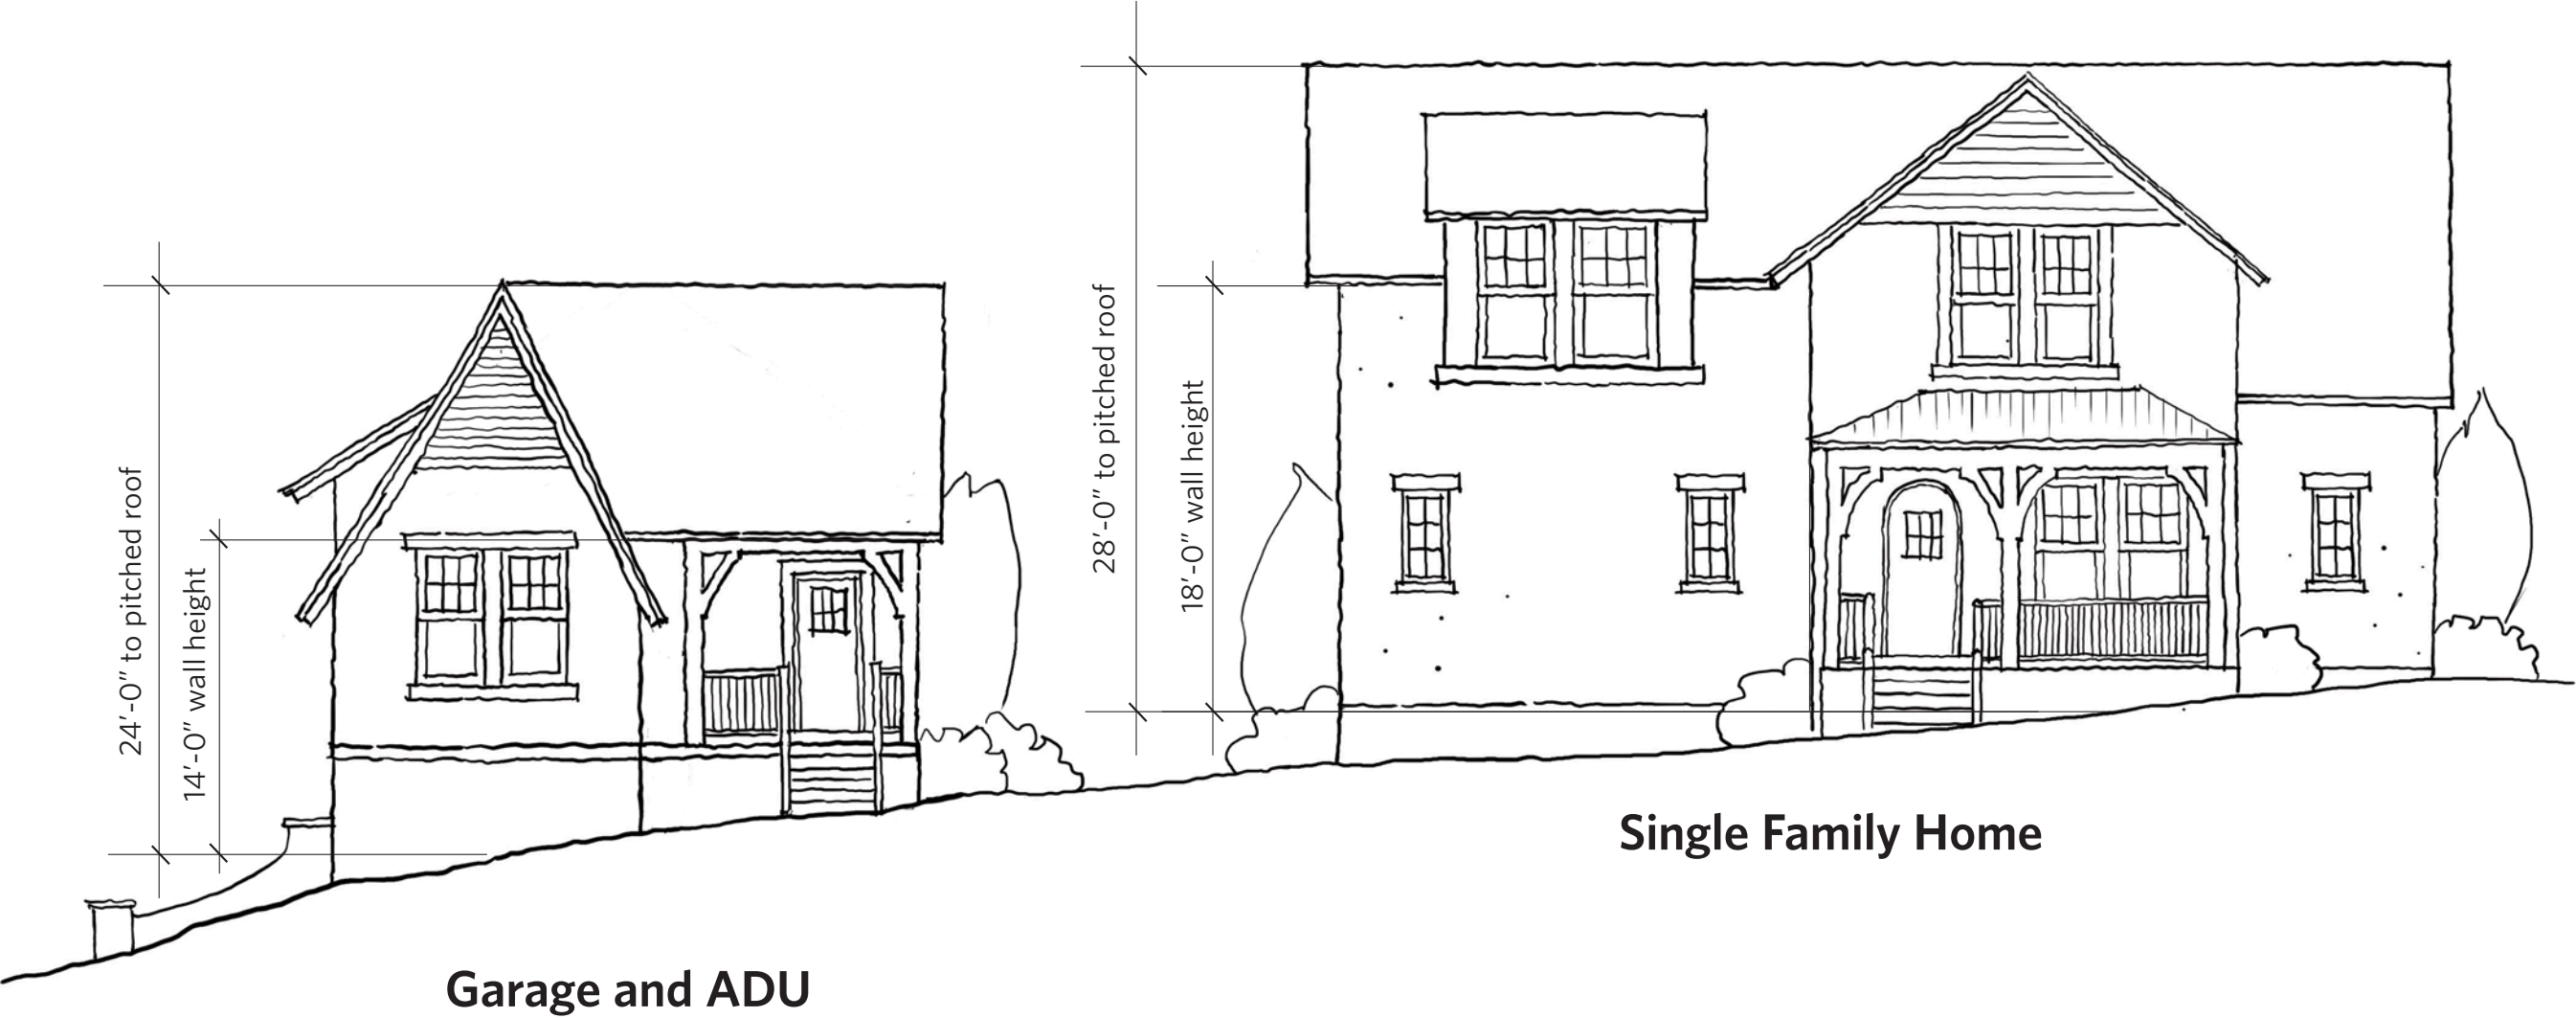 24′-0″ to pitched roof
14′-0″ wall height
28′-0″ to pitched roof
18′-0″ wall height
Single Family Home
Garage and ADU